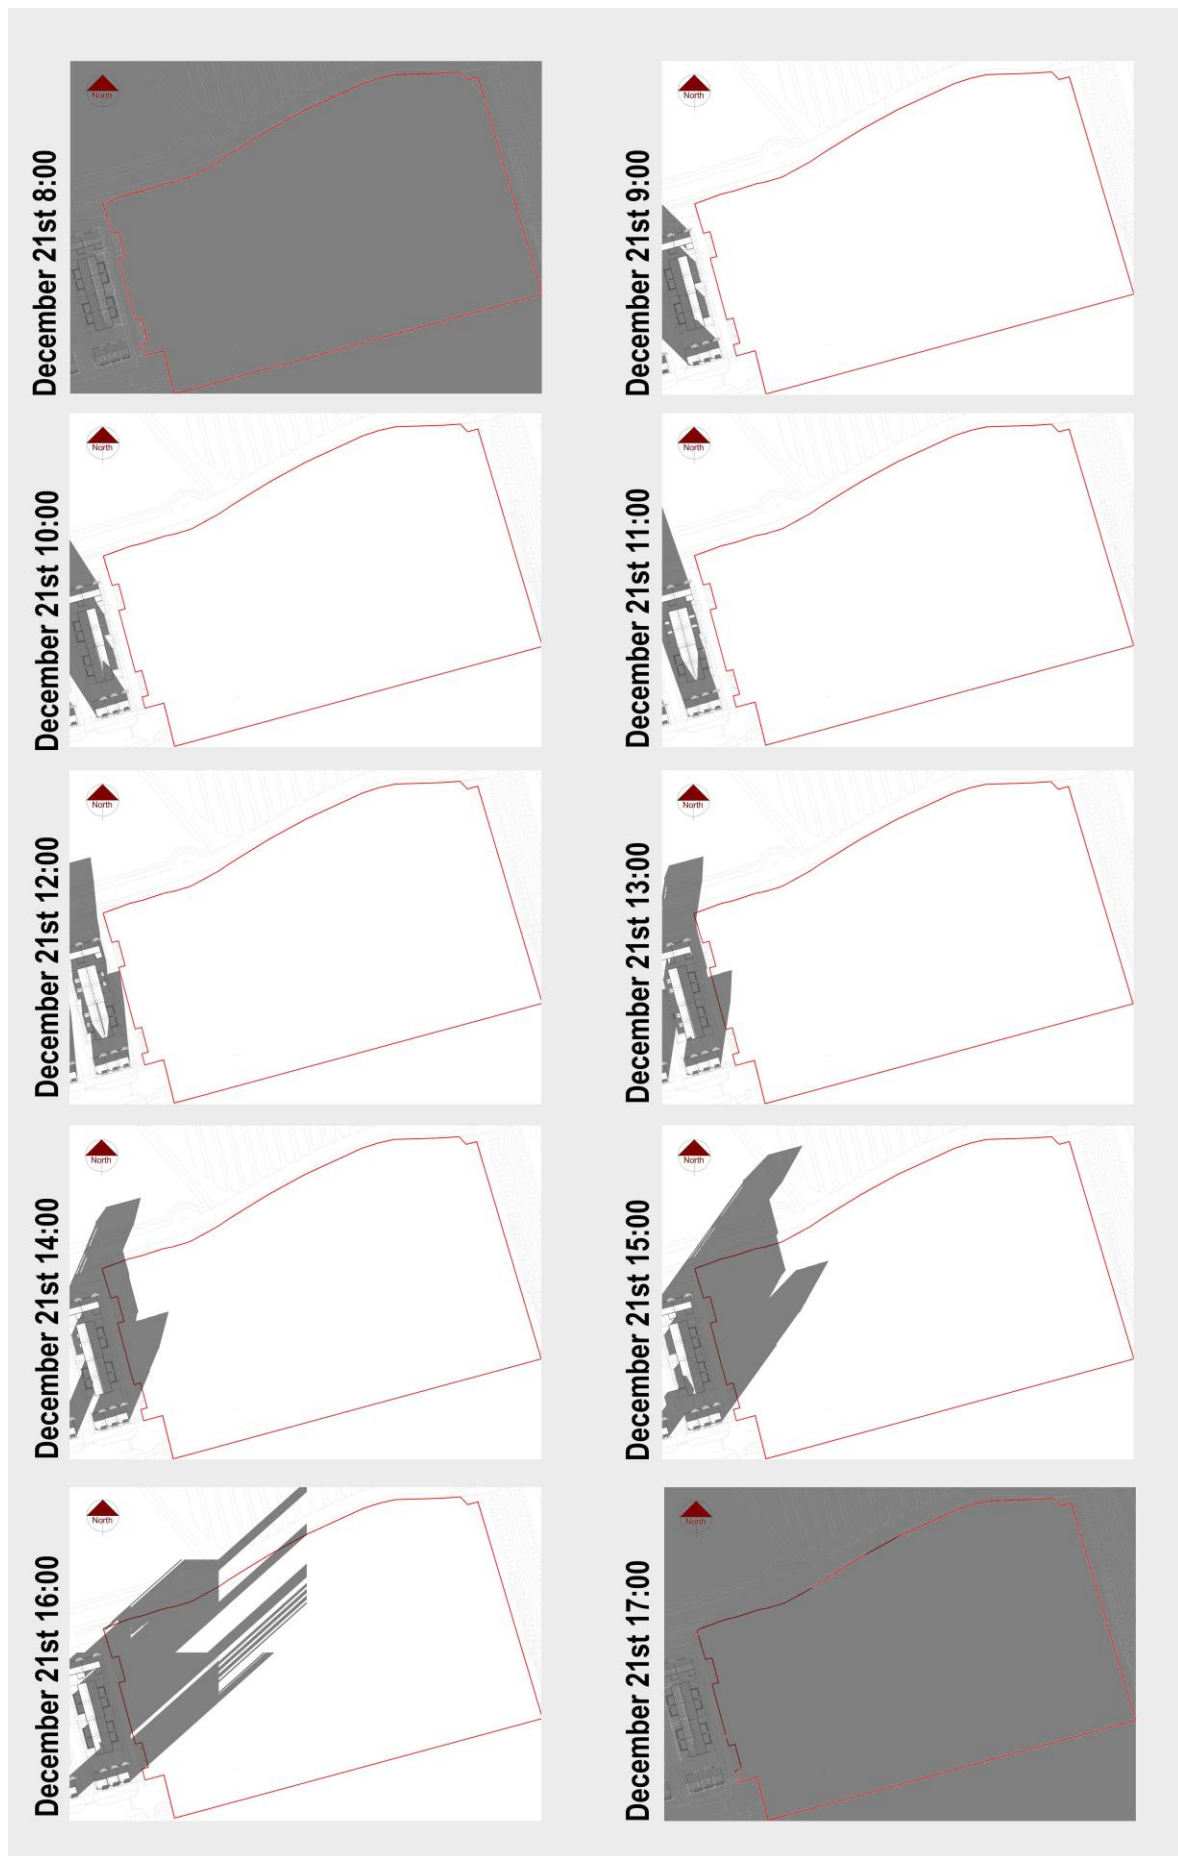 December 21st 8:00
North
December 21st 9:00
North
December 21st 10:00
North
December 21st 11:00
North
December 21st 12:00
North
December 21st 13:00
North
December 21st 14:00
North
December 21st 15:00
North
December 21st 16:00
North
December 21st 17:00
North